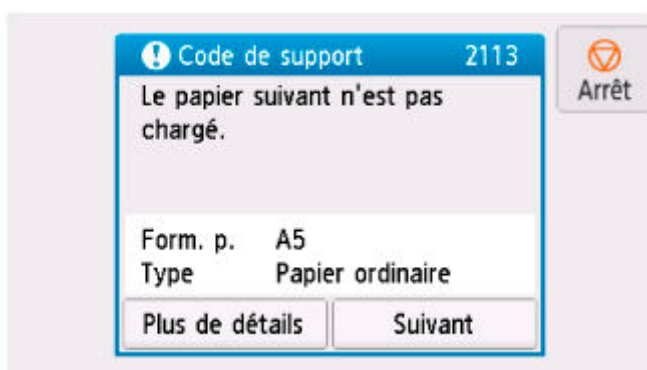 Code de support 2113
Arrêt
Le papier suivant n'est pas
chargé.
Form. p. A5
Type Papier ordinaire
Plus de détails Suivant